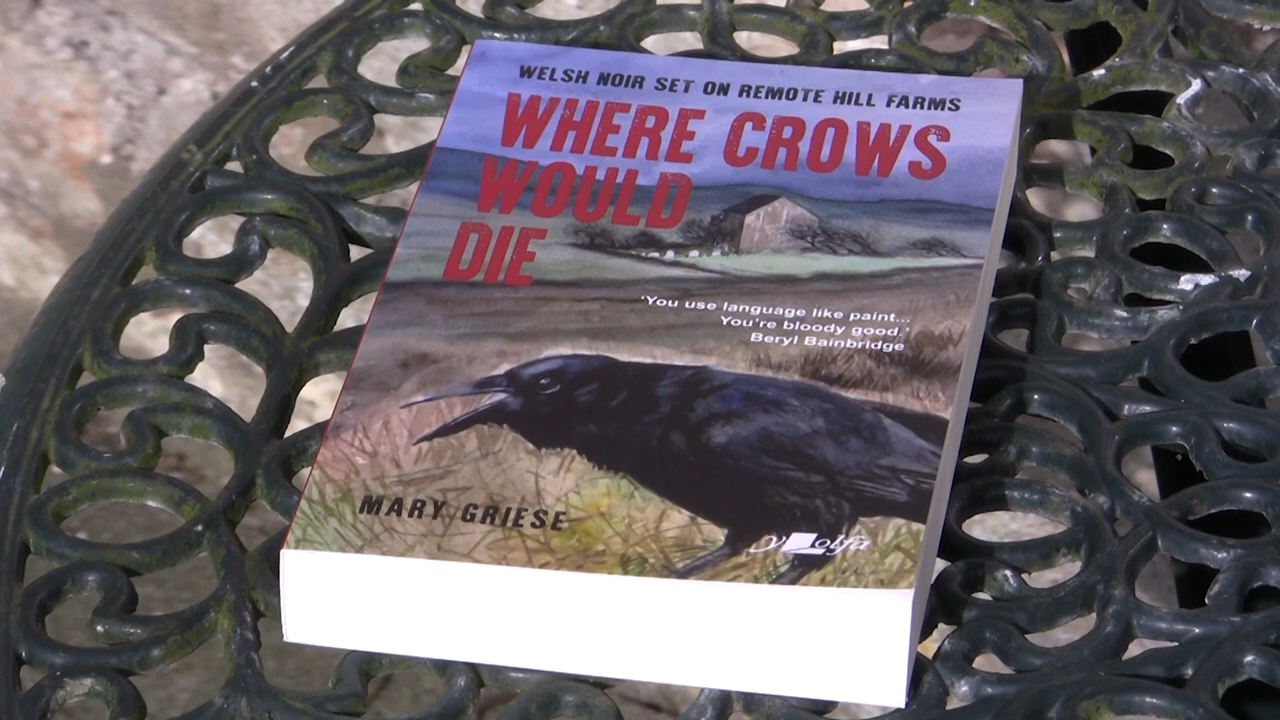 WELSH NOIR SET ON REMOTE HILL FARMS
WHERE CROWS
WOULD
DIE
‘You use language like paint...
You're bloody good.’
Beryl Bainbridge
MARY GRIESE
y Lolfa